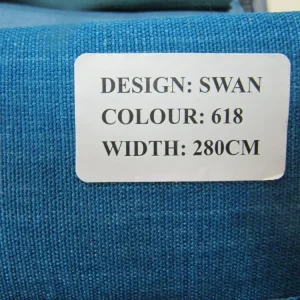 DESIGN: SWAN
COLOUR: 618
WIDTH: 280CM